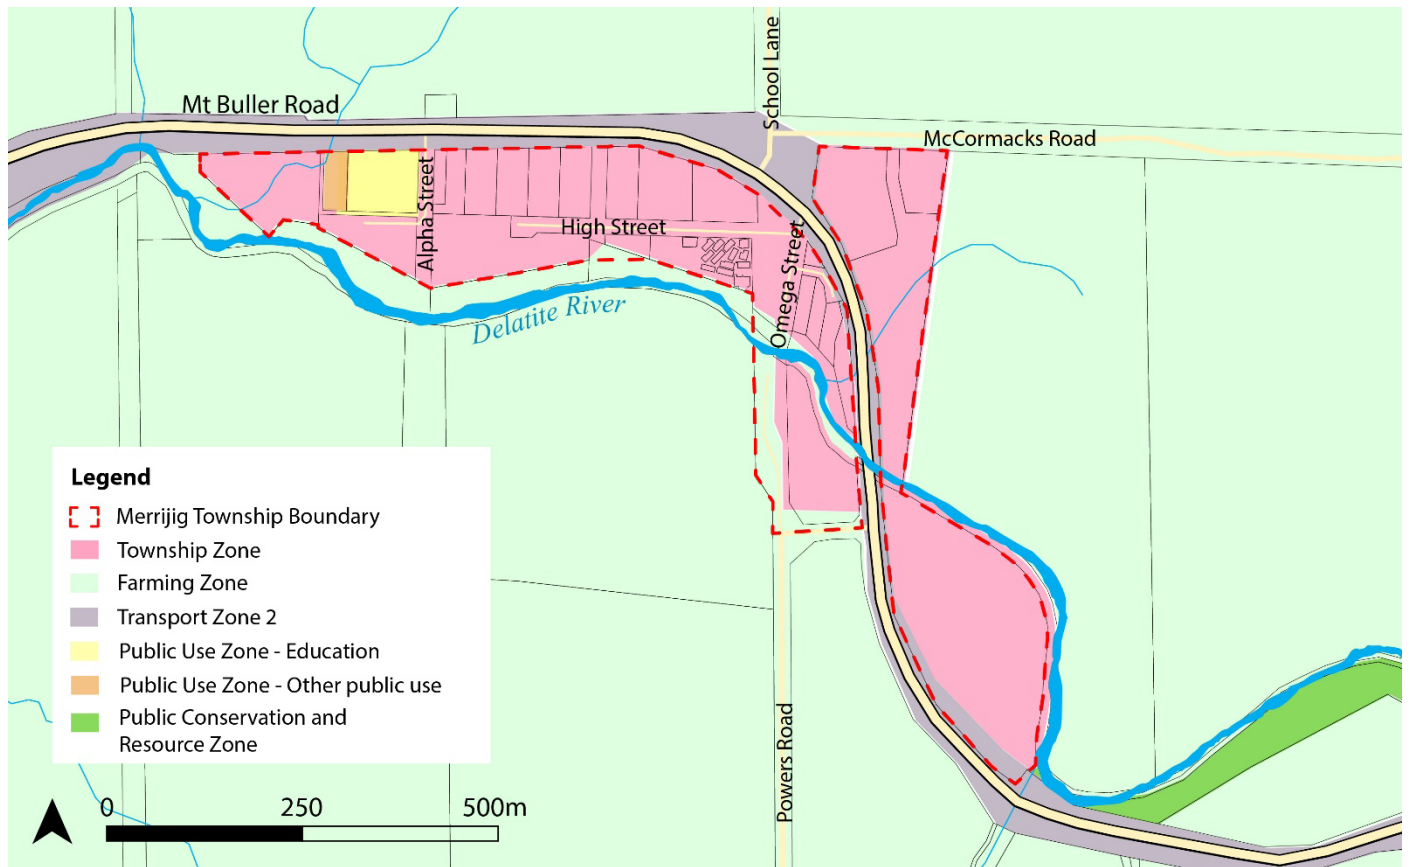 School Lane
Mt Buller Road
McCormacks Road
Alpha Street
High Street
Omega Street
Delatite River
Legend
Merrijig Township Boundary
Township Zone
Farming Zone
Transport Zone 2
Public Use Zone - Education
Public Use Zone - Other public use
Public Conservation and
Resource Zone
Powers Road
0 250 500m